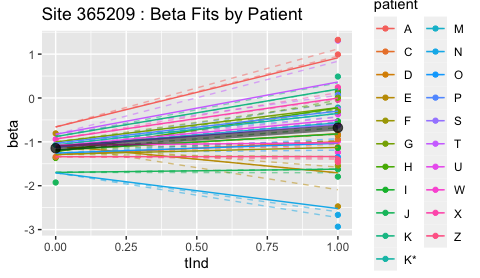 Site 365209 : Beta Fits by Patient
patient
1
0
-1
-2
-3
beta
0.00 0.25 0.50 0.75 1.00
tInd
A M
C N
D O
E P
F S
G T
H U
I W
J X
K Z
K*